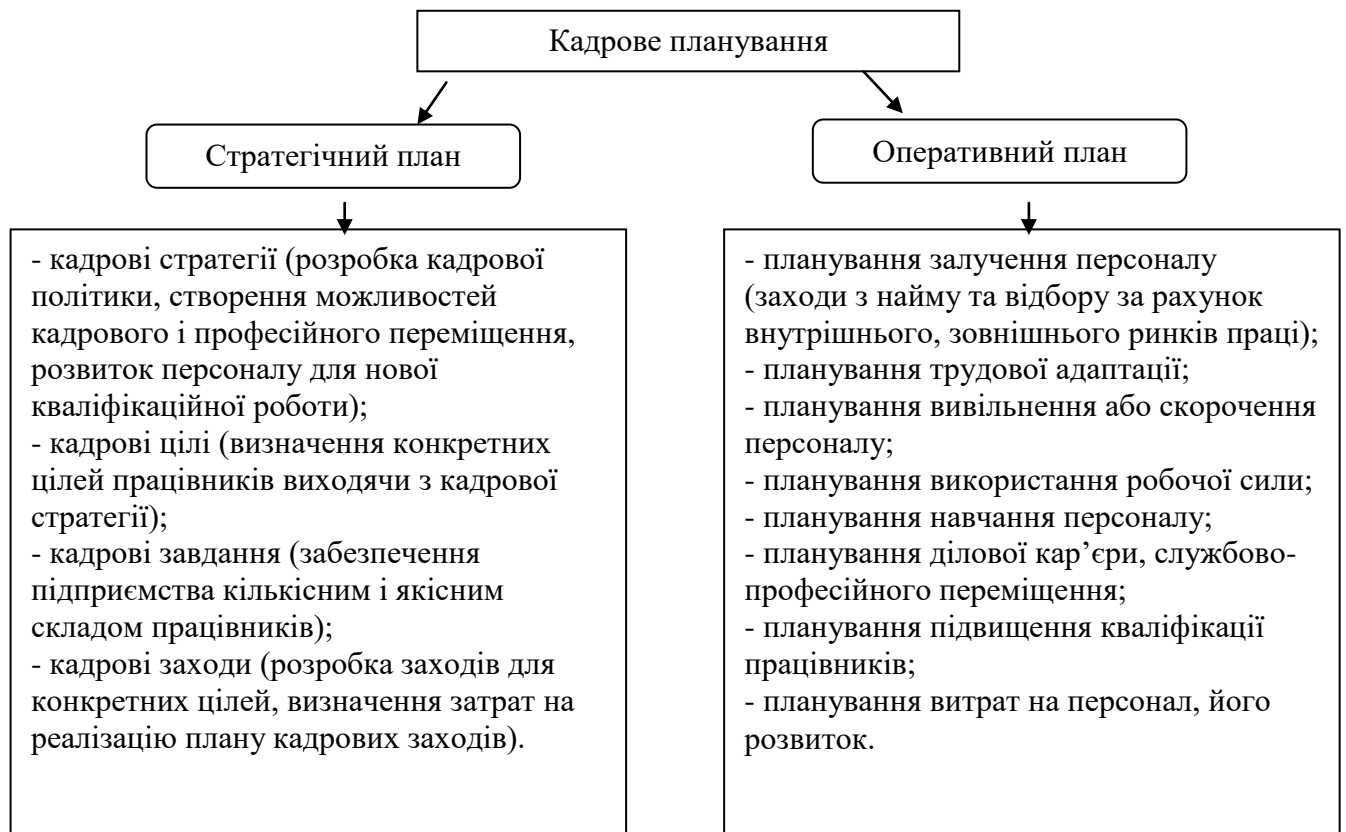 Кадрове планування
Стратегічний план
Оперативний план
- кадрові стратегії (розробка кадрової
політики, створення можливостей
кадрового і професійного переміщення,
розвиток персоналу для нової
кваліфікаційної роботи);
- кадрові цілі (визначення конкретних
цілей працівників виходячи з кадрової
стратегії);
- кадрові завдання (забезпечення
підприємства кількісним і якісним
складом працівників);
- кадрові заходи (розробка заходів для
конкретних цілей, визначення затрат на
реалізацію плану кадрових заходів).
- планування залучення персоналу
(заходи з найму та відбору за рахунок
внутрішнього, зовнішнього ринків праці);
- планування трудової адаптації;
- планування вивільнення або скорочення
персоналу;
- планування використання робочої сили;
- планування навчання персоналу;
- планування ділової кар’єри, службово-
професійного переміщення;
- планування підвищення кваліфікації
працівників;
- планування витрат на персонал, його
розвиток.